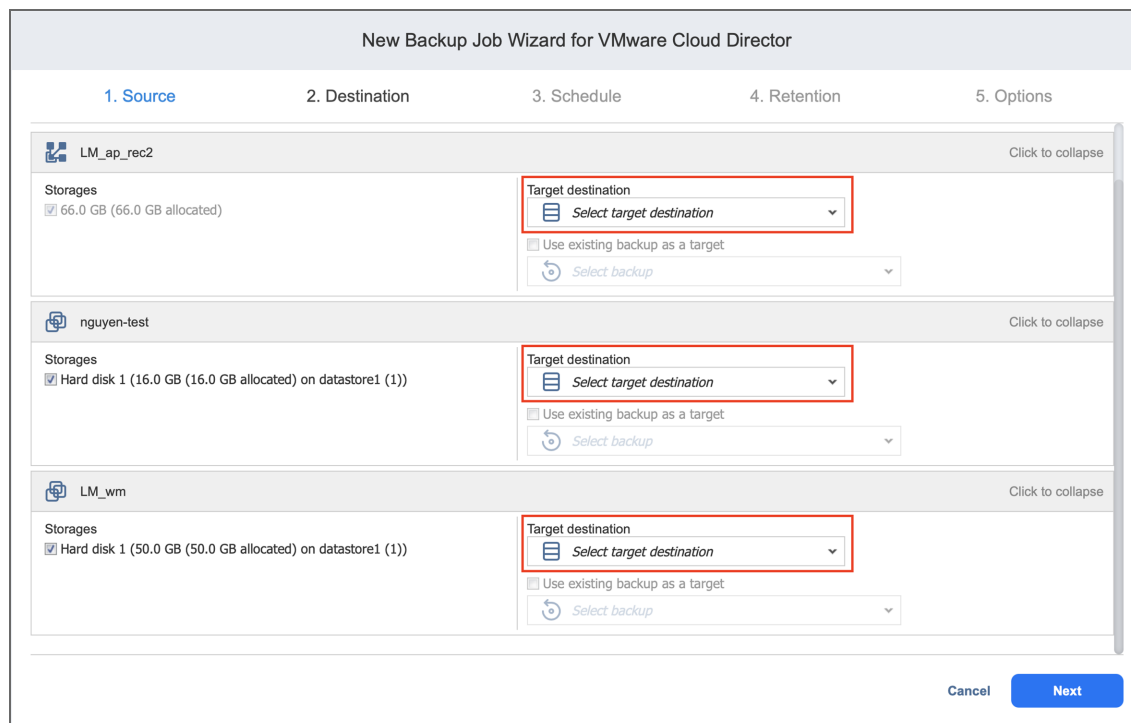 New Backup Job Wizard for VMware Cloud Director
1. Source 2. Destination 3. Schedule 4. Retention 5. Options
LM_ap_rec2 Click to collapse
Storages
66.0 GB (66.0 GB allocated)
Target destination
Select target destination
Use existing backup as a target
Select backup
nguyen-test Click to collapse
Storages
Hard disk 1 (16.0 GB (16.0 GB allocated) on datastore1 (1))
Target destination
Select target destination
Use existing backup as a target
Select backup
LM_wm Click to collapse
Storages
Hard disk 1 (50.0 GB (50.0 GB allocated) on datastore1 (1))
Target destination
Select target destination
Use existing backup as a target
Select backup
Cancel Next